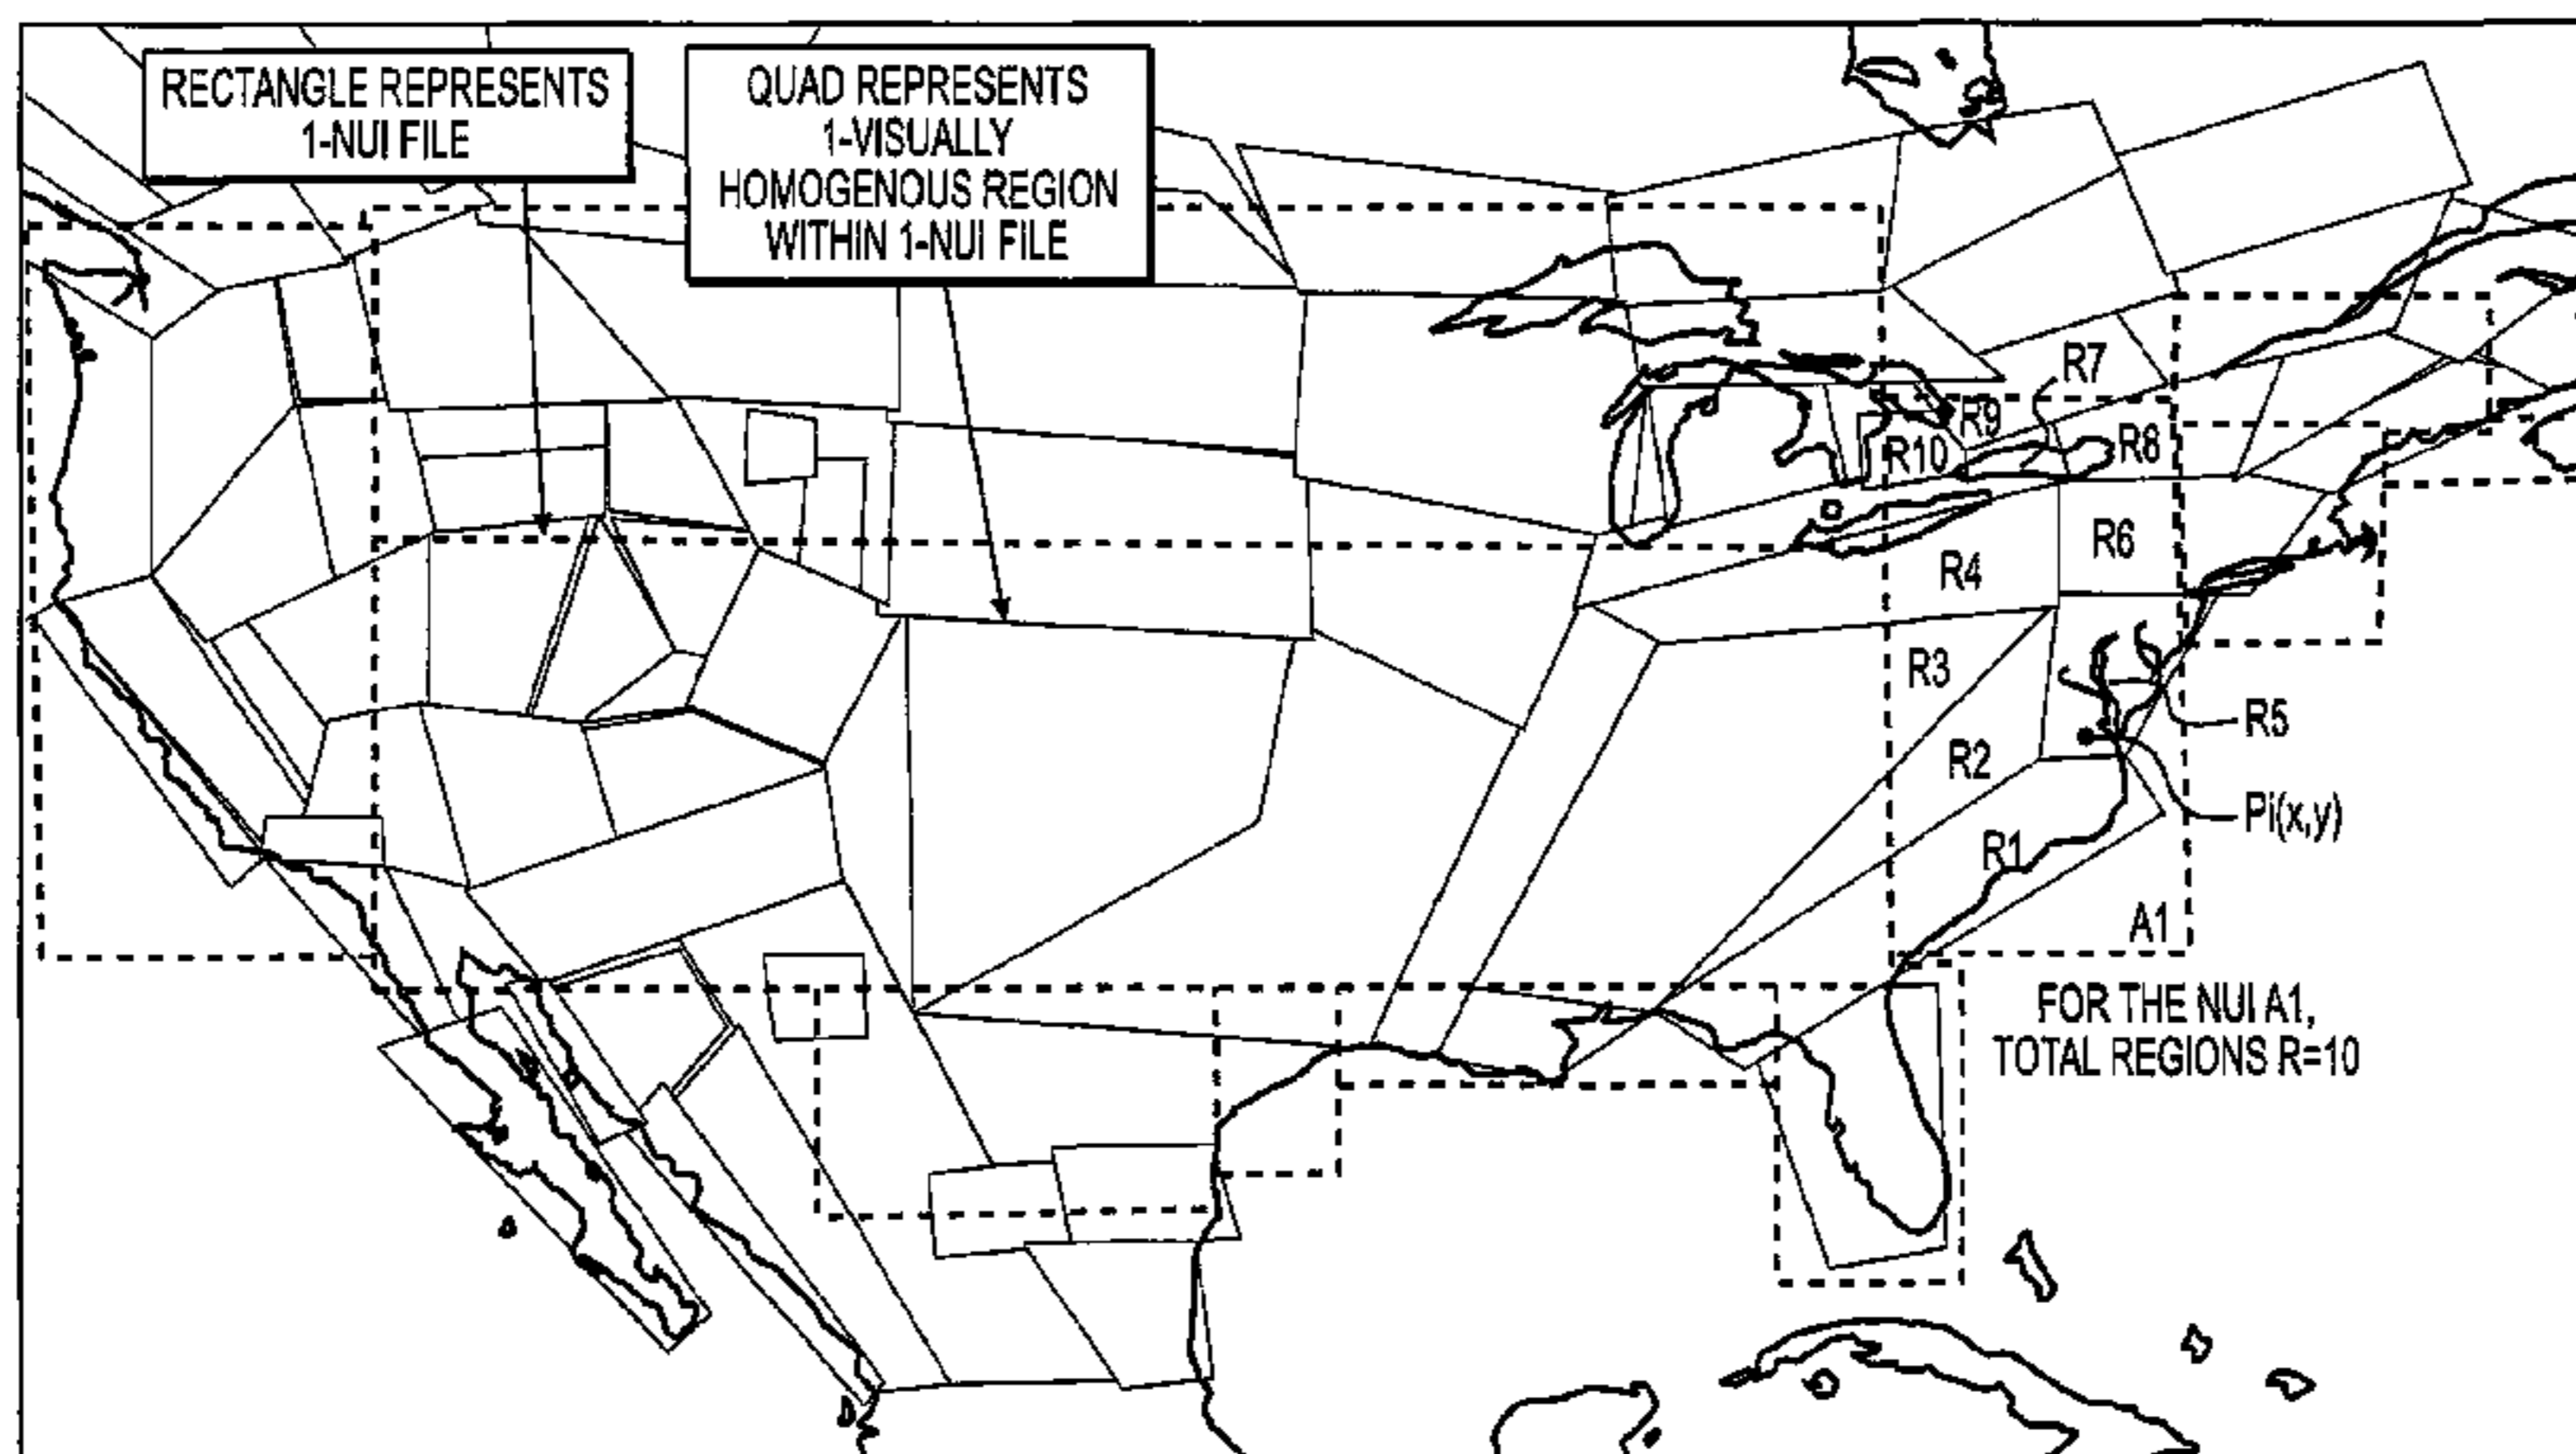 RECTANGLE REPRESENTS
1-NUI FILE
QUAD REPRESENTS
1-VISUALLY
HOMOGENOUS REGION
WITHIN 1-NUI FILE
R7
R9
R10
R8
R6
R4
R3
R5
R2
Pi(x,y)
R1
A1
FOR THE NUI A1,
TOTAL REGIONS R=10